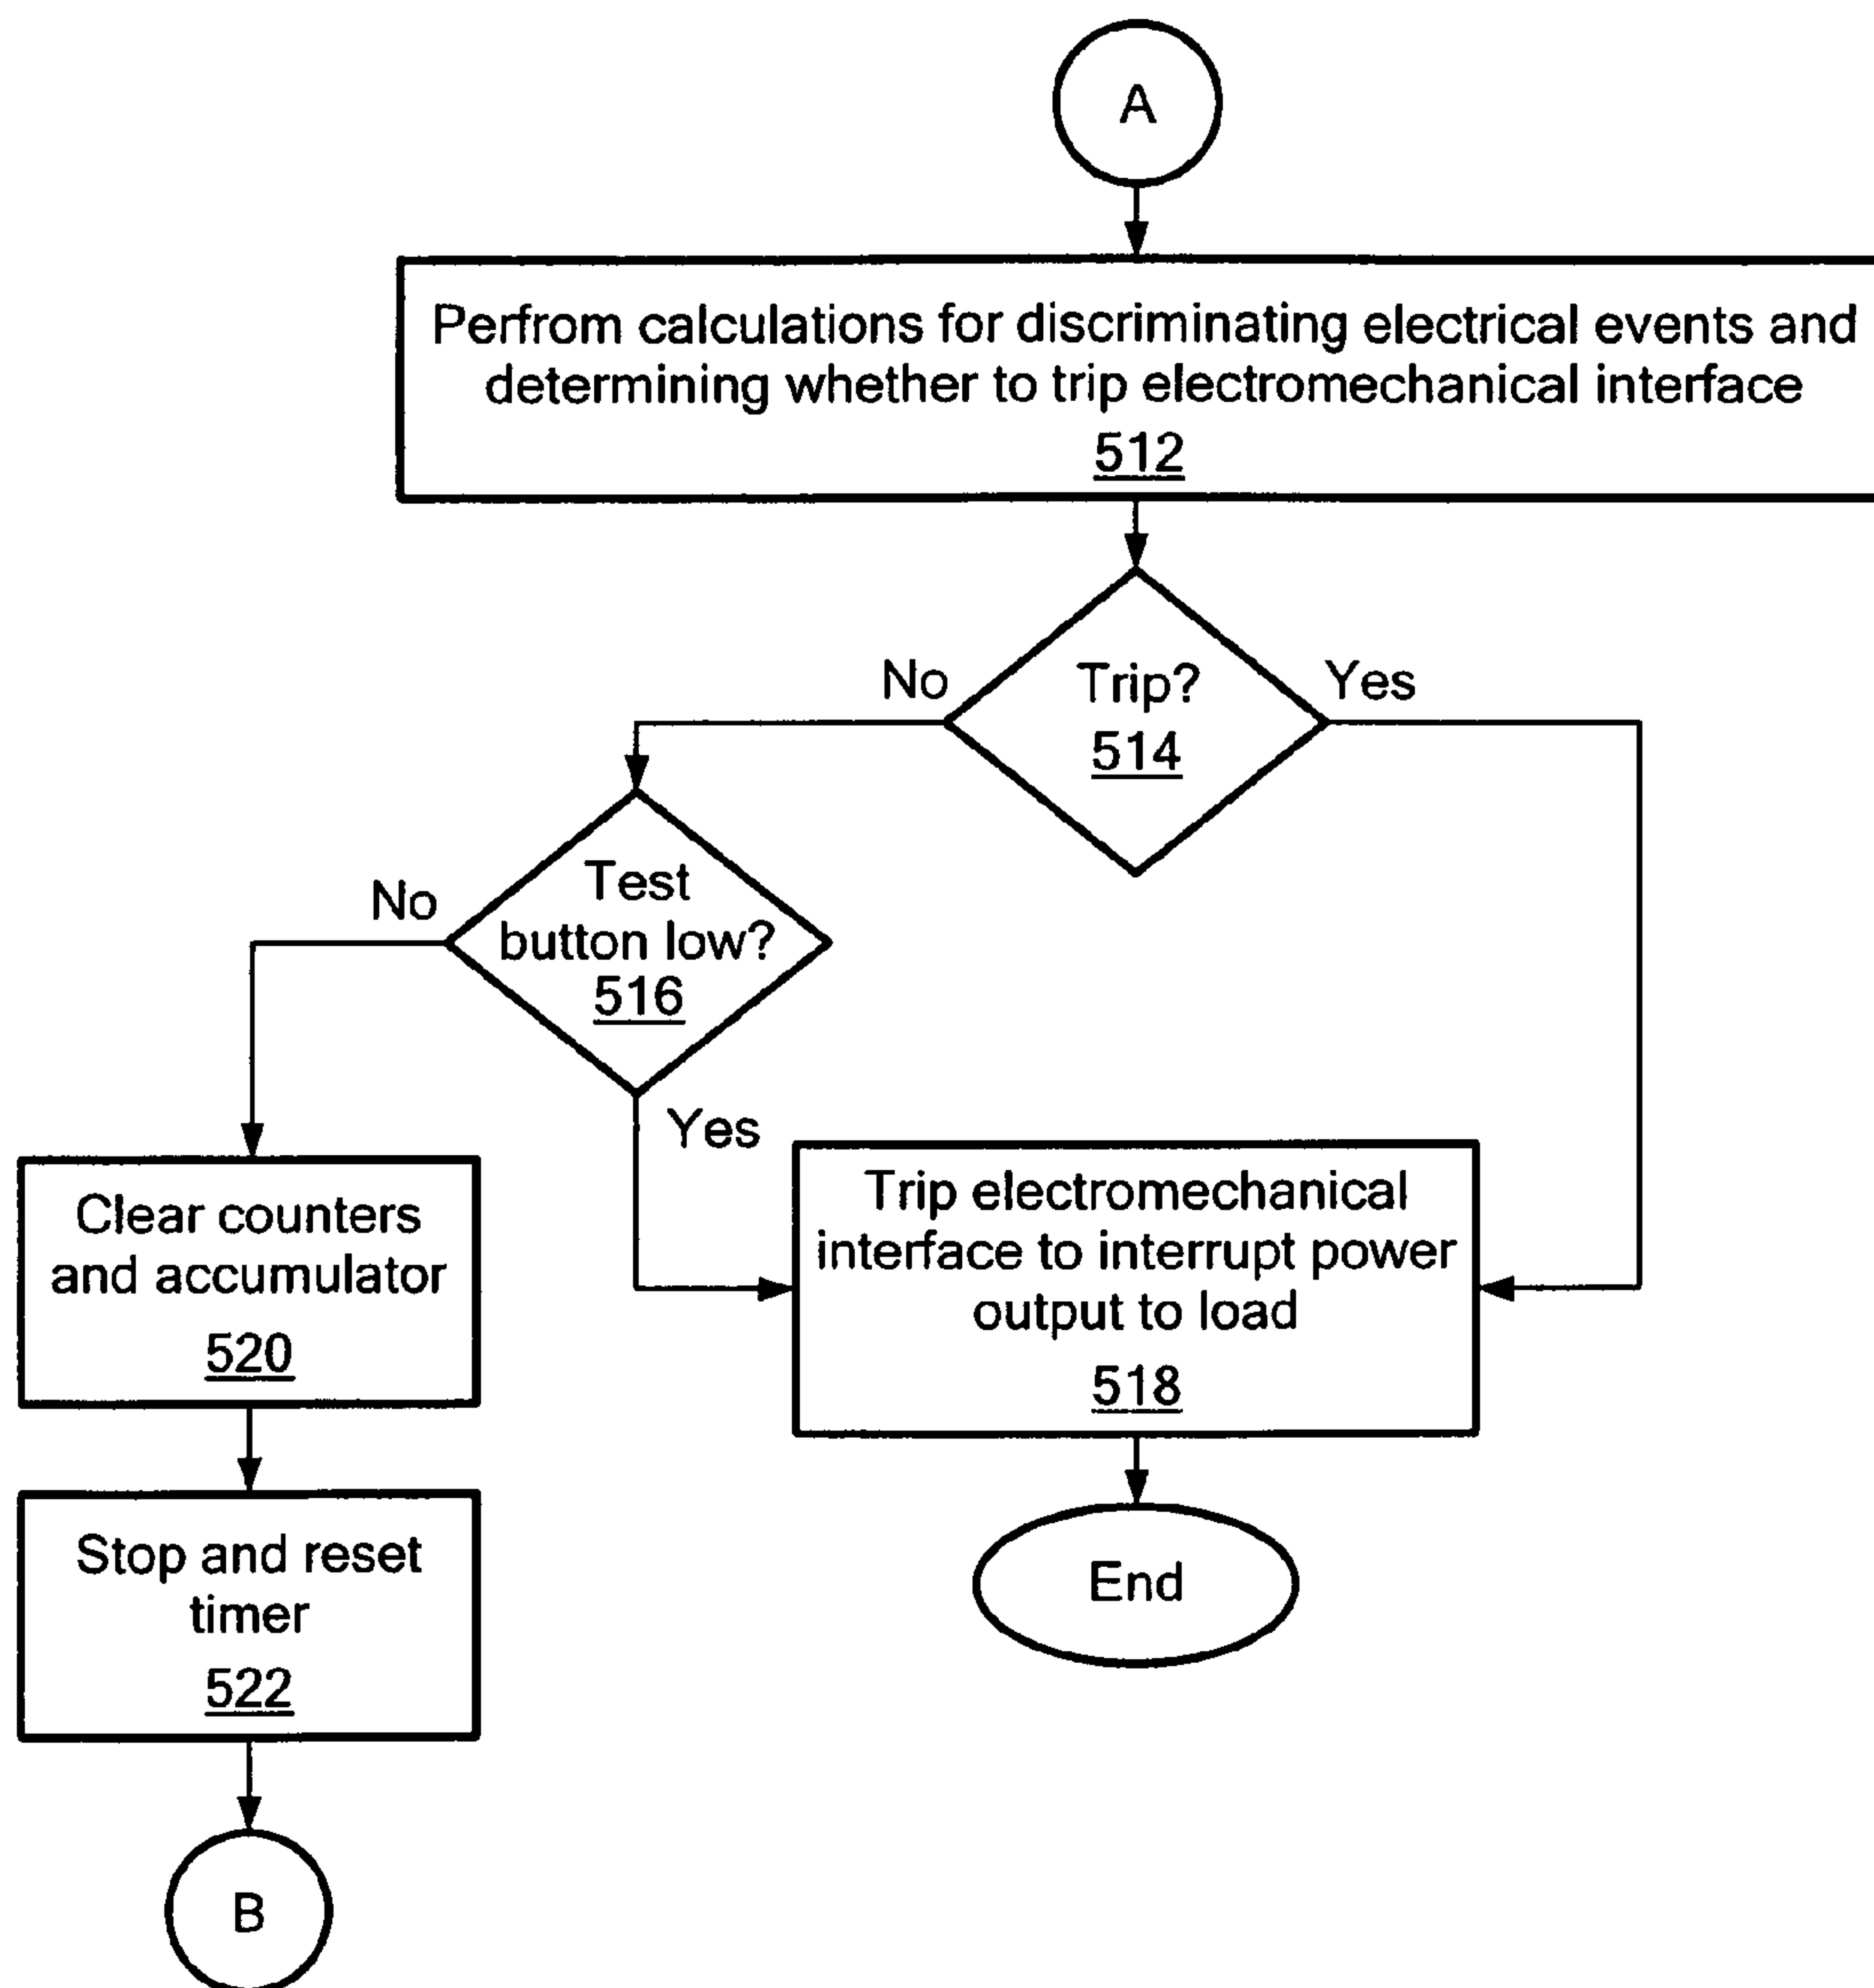 A
Perfrom calculations for discriminating electrical events and
determining whether to trip electromechanical interface
512
No
Trip?
514
Yes
No
Test
button low?
516
Yes
Clear counters
and accumulator
520
Trip electromechanical
interface to interrupt power
output to load
518
Stop and reset
timer
522
End
B